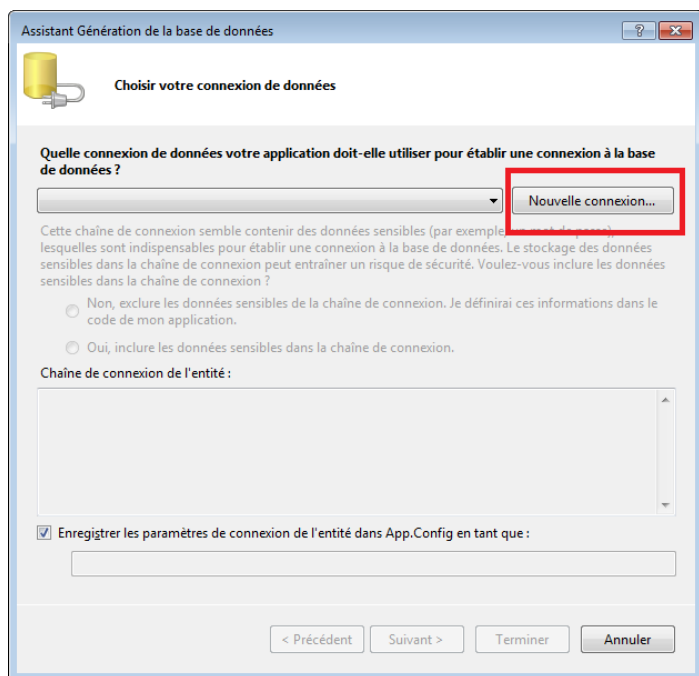 Assistant Génération de la base de données
Choisir votre connexion de données
Quelle connexion de données votre application doit-elle utiliser pour établir une connexion à la base
de données ?
Nouvelle connexion...
Cette chaîne de connexion semble contenir des données sensibles (par exemple, un mot de passe),
lesquelles sont indispensables pour établir une connexion à la base de données. Le stockage des données
sensibles dans la chaîne de connexion peut entraîner un risque de sécurité. Voulez-vous inclure les données
sensibles dans la chaîne de connexion ?
Non, exclure les données sensibles de la chaîne de connexion. Je définirai ces informations dans le
code de mon application.
Oui, inclure les données sensibles dans la chaîne de connexion.
Chaîne de connexion de l'entité :
Enregistrer les paramètres de connexion de l'entité dans App.Config en tant que :
< Précédent
Suivant >
Terminer
Annuler